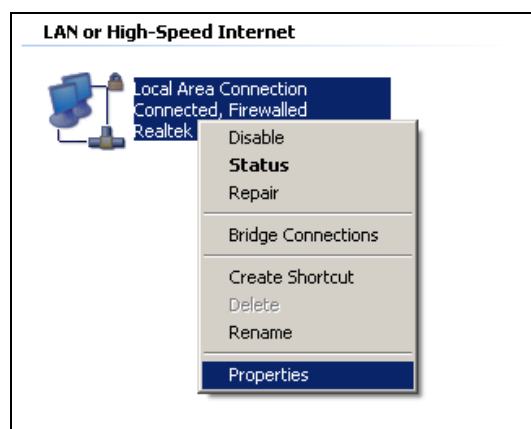 LAN or High-Speed Internet
Local Area Connection
Connected, Firewalled
Realtek
Disable
Status
Repair
Bridge Connections
Create Shortcut
Delete
Rename
Properties